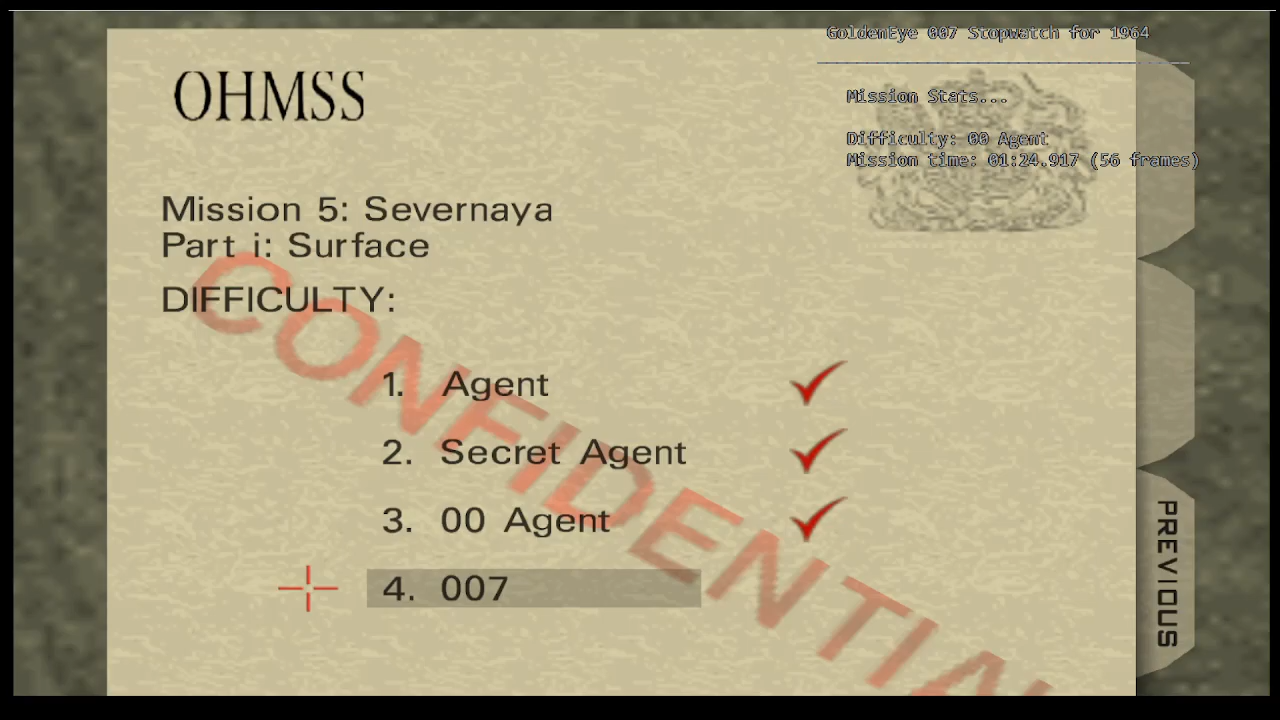 GoldenEye 007 Stopwatch for 1964
OHMSS
Mission Stats...
Difficulty: 00 Agent
Mission time: 01:24.917 (56 frames)
Mission 5: Severnaya
Part i: Surface
DIFFICULTY:
1. Agent
2. Secret Agent
3. 00 Agent
4. 007
CONFIDENTIA
PREVIOUS